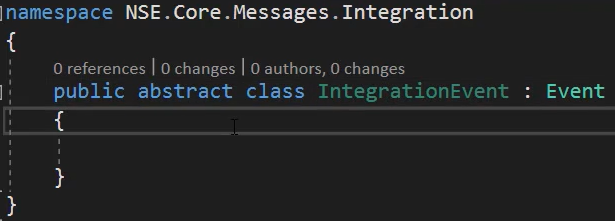 namespace NSE.Core.Messages.Integration
{
0 references | 0 changes | 0 authors, 0 changes
public abstract class IntegrationEvent : Event
{
}
}